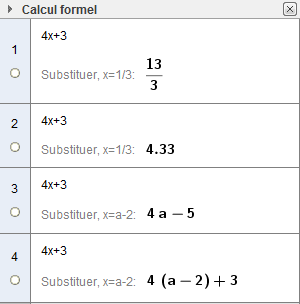 Calcul formel
1
4x+3
Substituer, x=1/3: 13/3
2
4x+3
Substituer, x=1/3: 4.33
3
4x+3
Substituer, x=a-2: 4 a − 5
4
4x+3
Substituer, x=a-2: 4 (a − 2) + 3